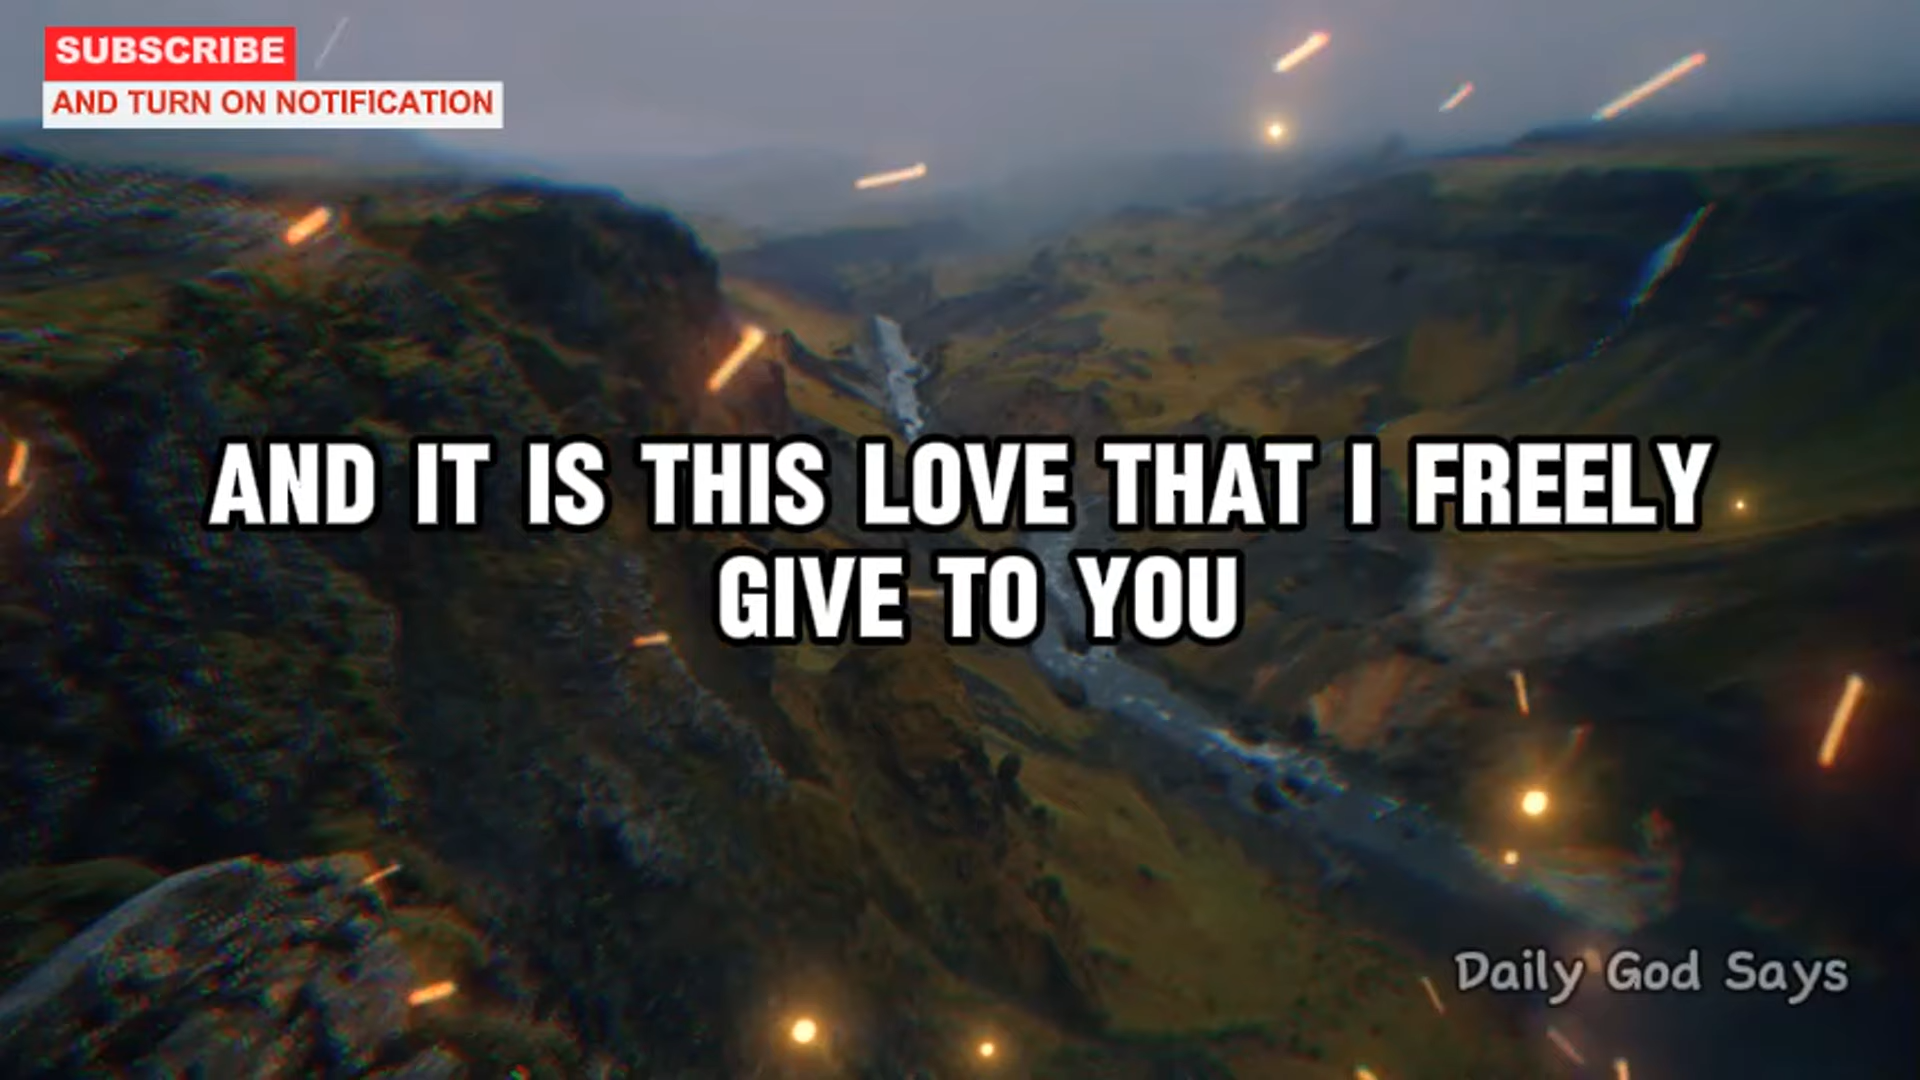 SUBSCRIBE
AND TURN ON NOTIFICATION
AND IT IS THIS LOVE THAT I FREELY
GIVE TO YOU
Daily God Says